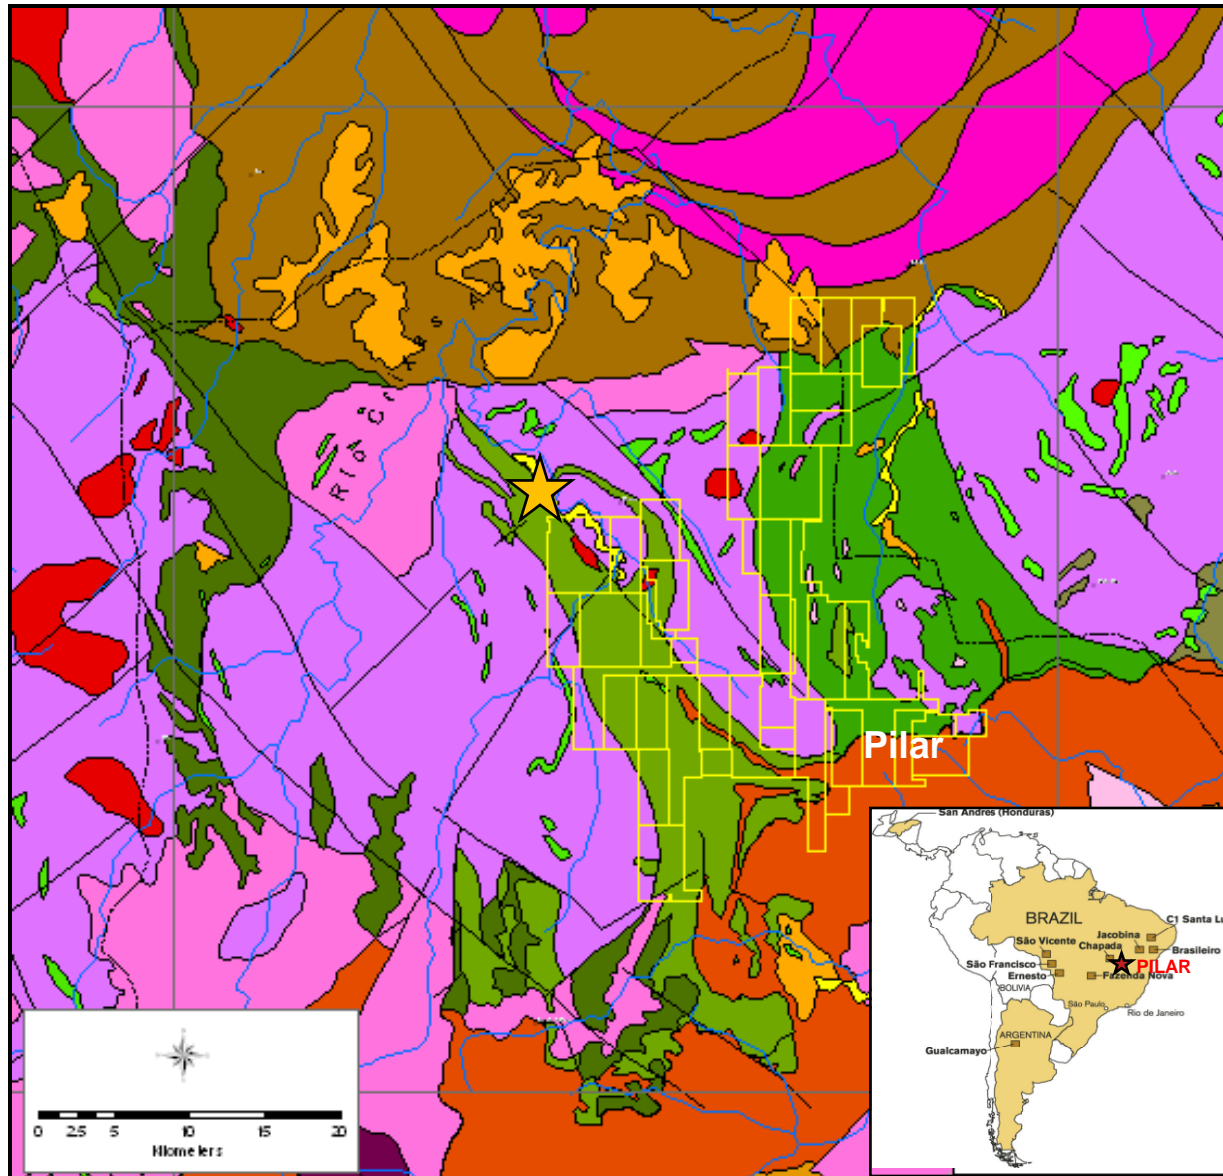 Pilar
0 2.5 5 10 15 20
Kilometers
San Andres (Honduras)
BRAZIL
C1 Santa Lu
Jacobina
São Vicente
Chapada
Brasileiro
São Francisco
PILAR
Ernesto
Fazenda Nova
BOLIVIA
São Paulo
Rio de Janeiro
ARGENTINA
Gualcamayo